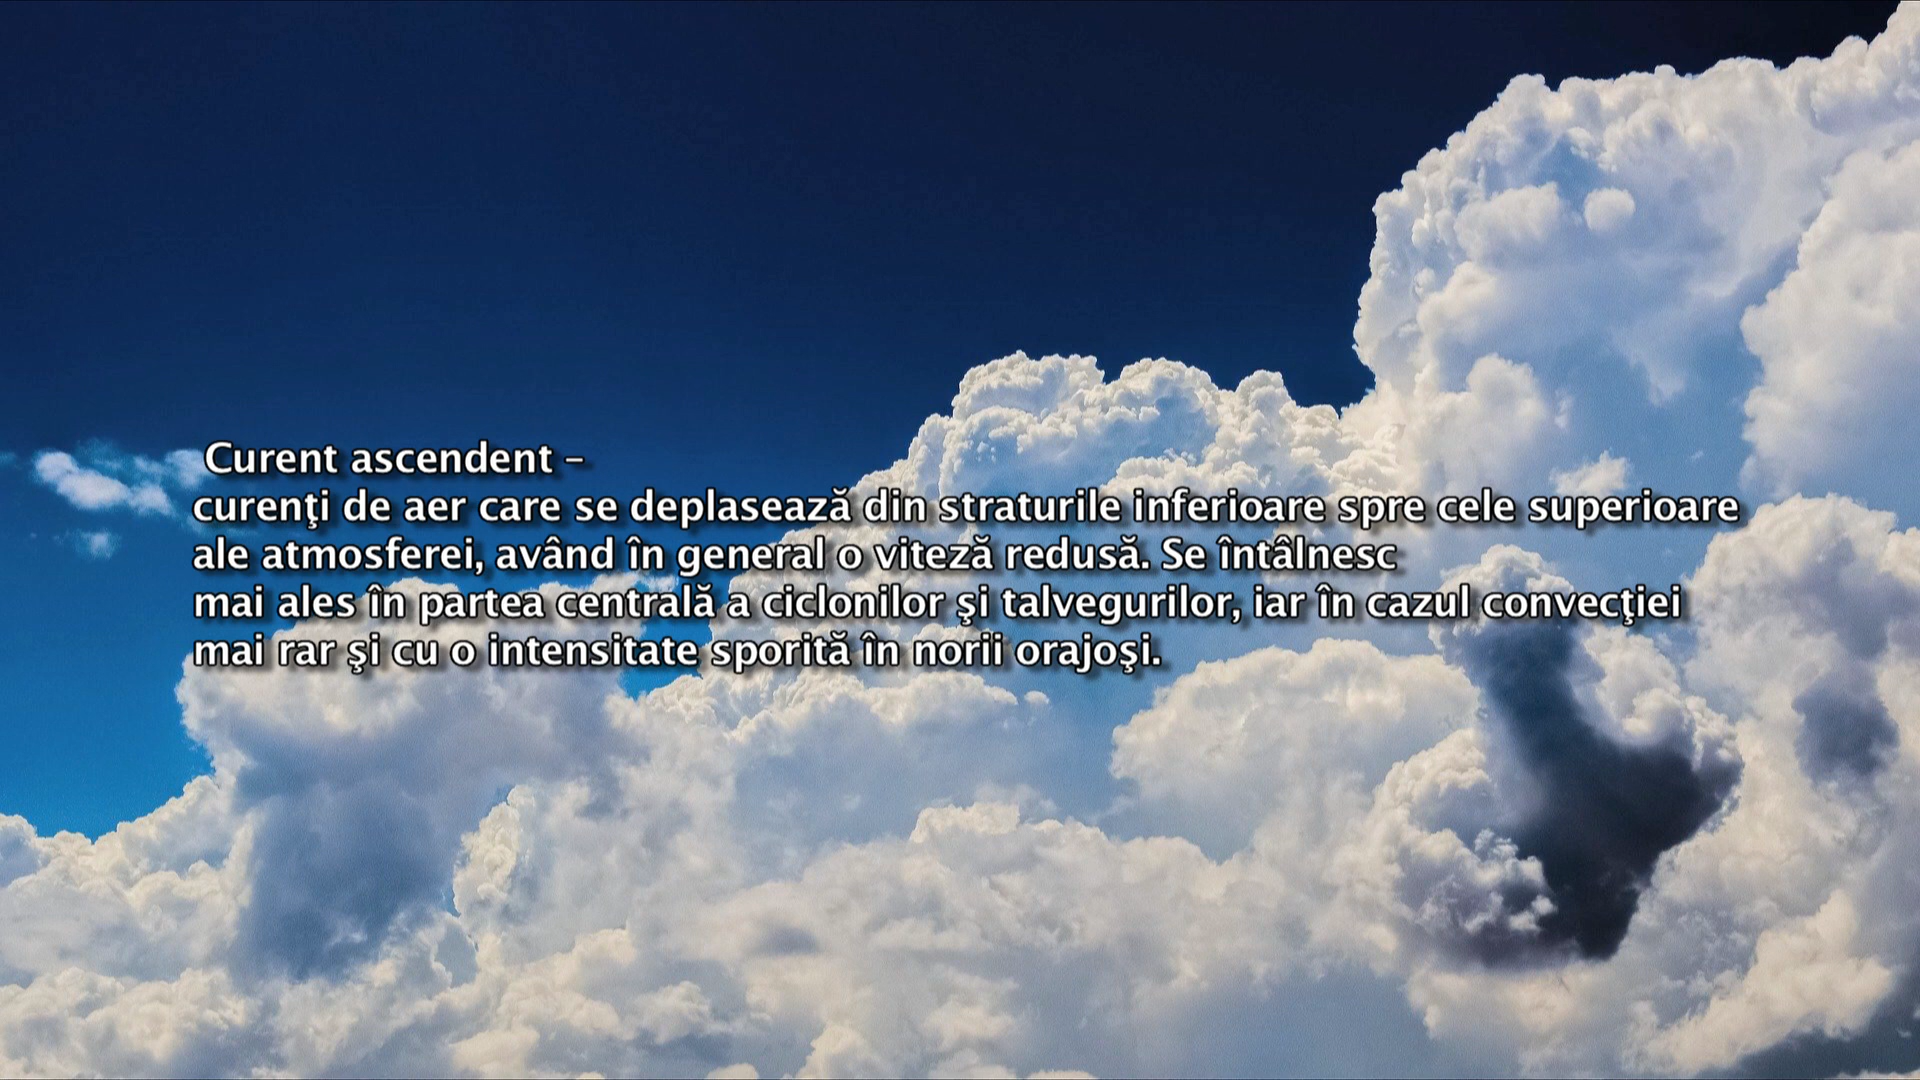 Curent ascendent –
curenţi de aer care se deplasează din straturile inferioare spre cele superioare
ale atmosferei, având în general o viteză redusă. Se întâlnesc
mai ales în partea centrală a ciclonilor şi talvegurilor, iar în cazul convecţiei
mai rar şi cu o intensitate sporită în norii orajoşi.